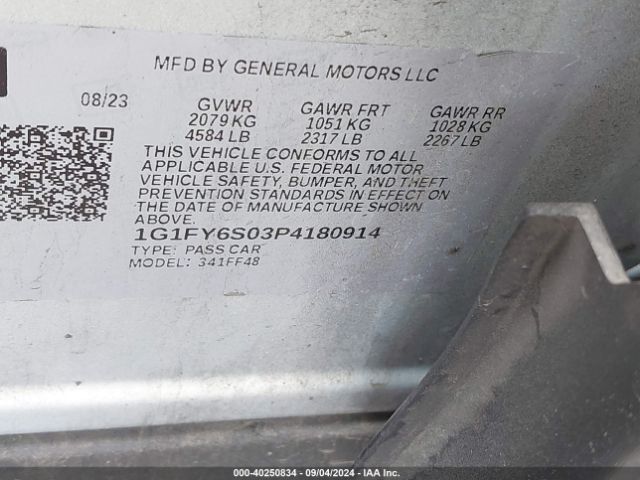 MFD BY GENERAL MOTORS LLC
08/23 GVWR GAWR FRT GAWR RR
2079 KG 1051 KG 1028 KG
4584 LB 2317 LB 2267 LB
THIS VEHICLE CONFORMS TO ALL
APPLICABLE U.S. FEDERAL MOTOR
VEHICLE SAFETY, BUMPER, AND THEFT
PREVENTION STANDARDS IN EFFECT ON
THE DATE OF MANUFACTURE SHOWN
ABOVE.
1G1FY6S03P4180914
TYPE: PASS CAR
MODEL: 341FF48
000-40250834 - 09/04/2024 - IAA Inc.